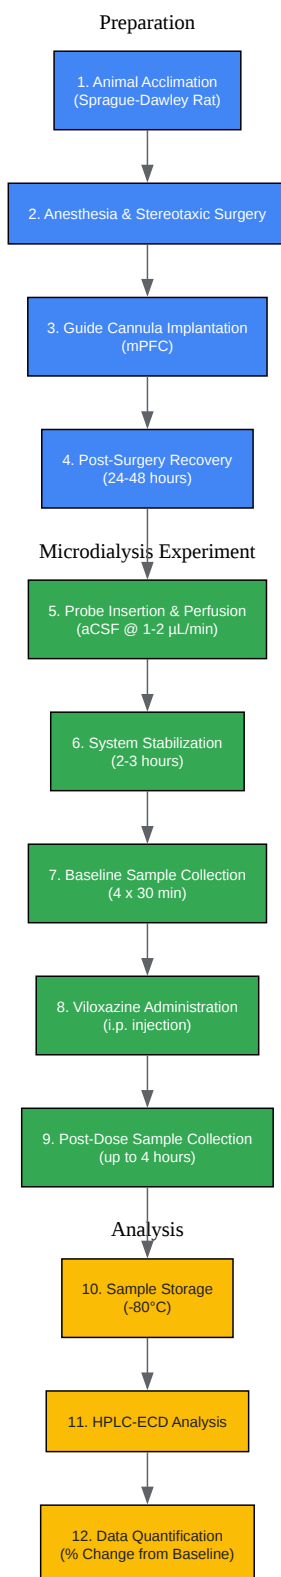 Preparation
1. Animal Acclimation
(Sprague-Dawley Rat)
2. Anesthesia & Stereotaxic Surgery
3. Guide Cannula Implantation
(mPFC)
4. Post-Surgery Recovery
(24-48 hours)
Microdialysis Experiment
5. Probe Insertion & Perfusion
(aCSF @ 1-2 µL/min)
6. System Stabilization
(2-3 hours)
7. Baseline Sample Collection
(4 x 30 min)
8. Viloxazine Administration
(i.p. injection)
9. Post-Dose Sample Collection
(up to 4 hours)
Analysis
10. Sample Storage
(-80°C)
11. HPLC-ECD Analysis
12. Data Quantification
(% Change from Baseline)